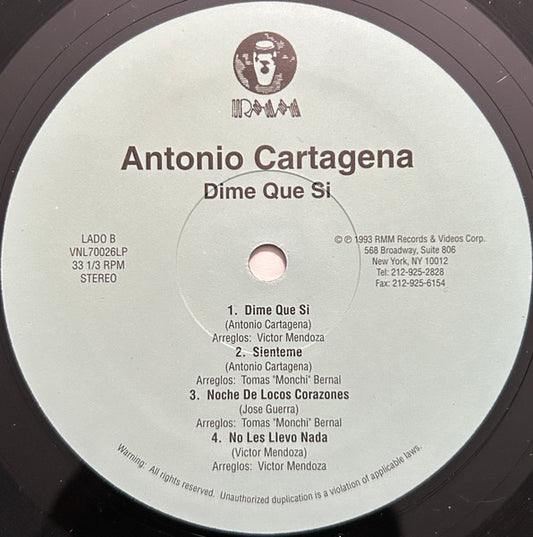 RMM
Antonio Cartagena
Dime Que Si
LADO B
VNL70026LP
33 1/3 RPM
STEREO
© ℗ 1993 RMM Records & Videos Corp.
568 Broadway, Suite 806
New York, NY 10012
Tel: 212-925-2828
Fax: 212-925-6154
1. Dime Que Si
(Antonio Cartagena)
Arreglos: Victor Mendoza
2. Sienteme
(Antonio Cartagena)
Arreglos: Tomas "Monchi" Bernal
3. Noche De Locos Corazones
(Jose Guerra)
Arreglos: Tomas "Monchi" Bernal
4. No Les Llevo Nada
(Victor Mendoza)
Arreglos: Victor Mendoza
Warning: All rights reserved. Unauthorized duplication is a violation of applicable laws.